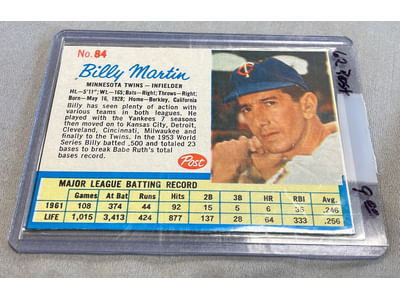 No. 84
Billy Martin
MINNESOTA TWINS — INFIELDER
Ht.—5'11"; Wt.—165; Bats—Right; Throws—Right;
Born—May 16, 1928; Home—Berkley, California
Billy has seen plenty of action with
various teams in both leagues. He
played with the Yankees 7 seasons
then moved on to Kansas City, Detroit,
Cleveland, Cincinnati, Milwaukee and
finally to the Twins. In the 1953 World
Series Billy batted .500 and totaled 23
bases to break Babe Ruth's total
bases record.
Post
MAJOR LEAGUE BATTING RECORD
Games At Bat Runs Hits 2B 3B HR RBI Avg.
1961 108 374 44 92 15 5 6 36 .246
LIFE 1,015 3,413 424 877 137 28 64 333 .256
62 Post